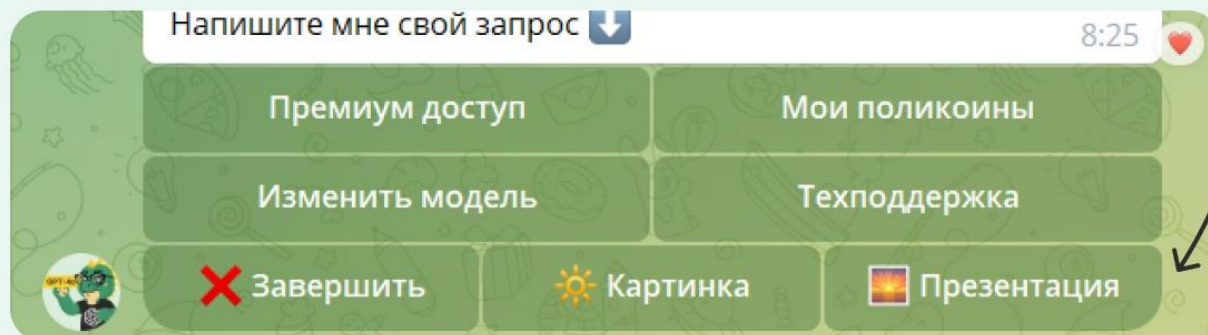 Напишите мне свой запрос ⬇️
8:25
Премиум доступ
Мои поликоины
Изменить модель
Техподдержка
❌ Завершить
🔆 Картинка
🌅 Презентация